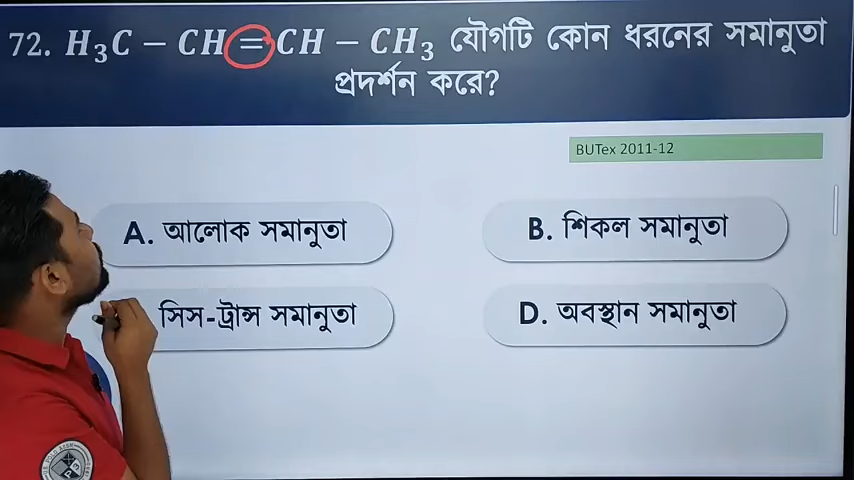 72. H₃C − CH = CH − CH₃ যৌগটি কোন ধরনের সমানুতা
প্রদর্শন করে?
BUTex 2011-12
A. আলোক সমানুতা
B. শিকল সমানুতা
সিস-ট্রান্স সমানুতা
D. অবস্থান সমানুতা